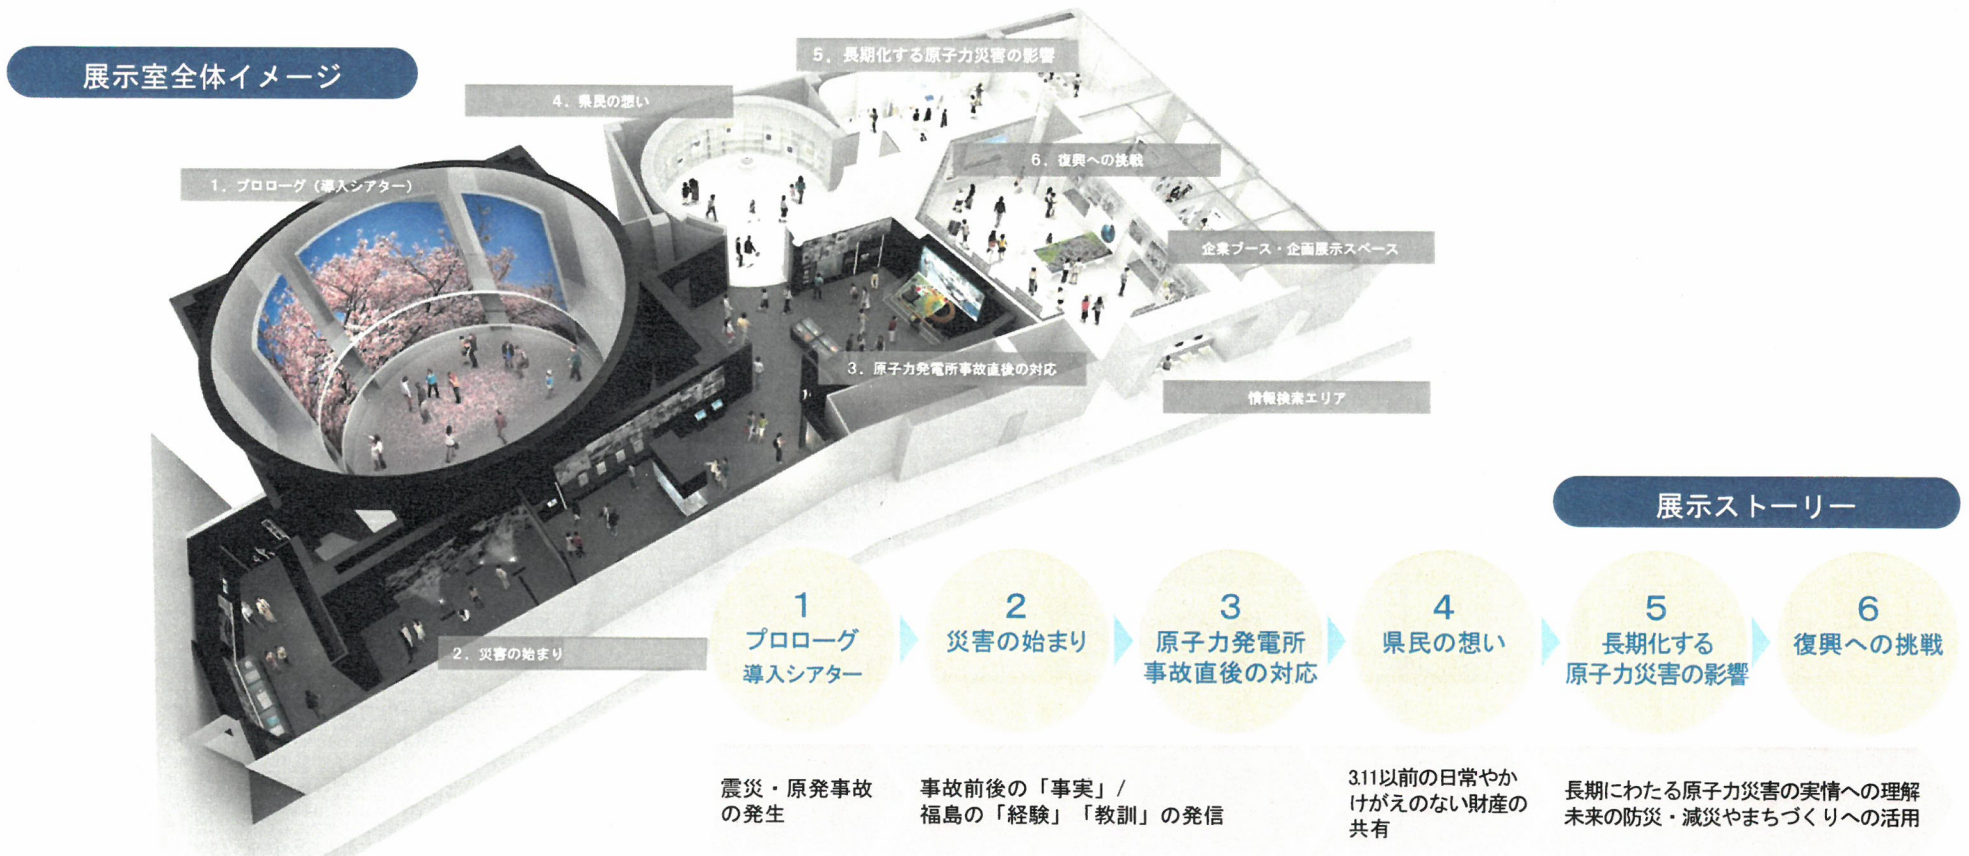 展示室全体イメージ
5．長期化する原子力災害の影響
4．県民の想い
6．復興への挑戦
1．プロローグ（導入シアター）
企業ブース・企画展示スペース
3．原子力発電所事故直後の対応
情報検索エリア
2．災害の始まり
展示ストーリー
1
プロローグ
導入シアター
2
災害の始まり
3
原子力発電所
事故直後の対応
4
県民の想い
5
長期化する
原子力災害の影響
6
復興への挑戦
震災・原発事故
の発生
事故前後の「事実」/
福島の「経験」「教訓」の発信
3.11以前の日常やか
けがえのない財産の
共有
長期にわたる原子力災害の実情への理解
未来の防災・減災やまちづくりへの活用